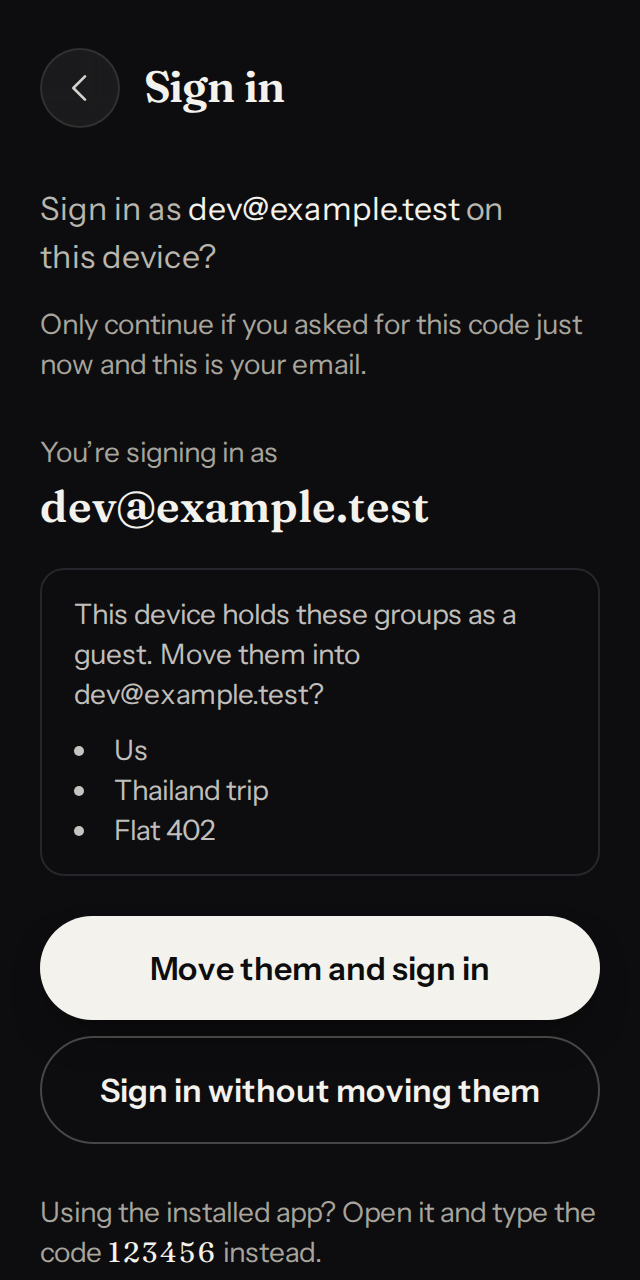 Sign in
Sign in as dev@example.test on
this device?
Only continue if you asked for this code just
now and this is your email.
You’re signing in as
dev@example.test
This device holds these groups as a
guest. Move them into
dev@example.test?
• Us
• Thailand trip
• Flat 402
Move them and sign in
Sign in without moving them
Using the installed app? Open it and type the
code 123456 instead.